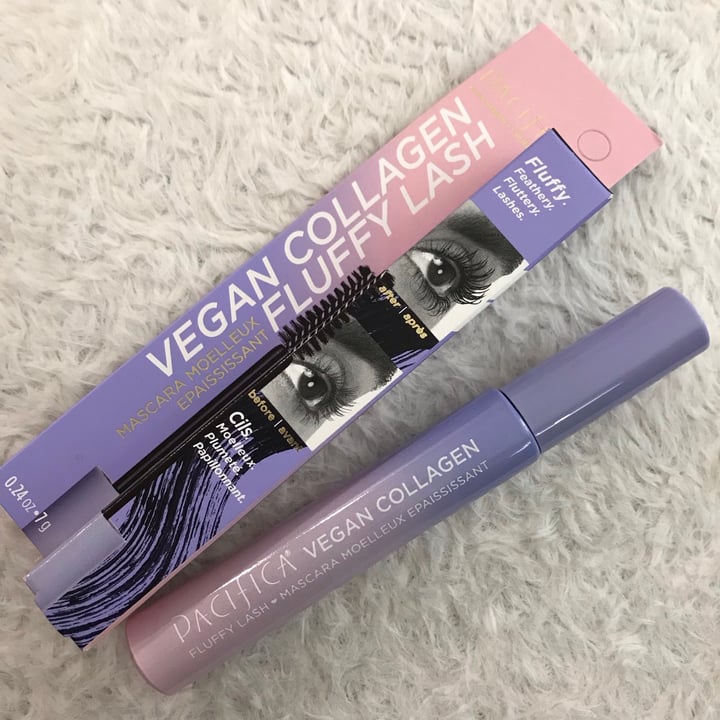 PACIFICA
VEGAN COLLAGEN
FLUFFY LASH
MASCARA MOELLEUX
EPAISSISSANT
0.24 oz • 7 g
Fluffy.
Feathery.
Fluttery.
Lashes.
after | après
before | avant
Cils.
Moelleux.
Plumeté.
Papillonnant.
PACIFICA® VEGAN COLLAGEN
FLUFFY LASH ♥ MASCARA MOELLEUX EPAISSISSANT